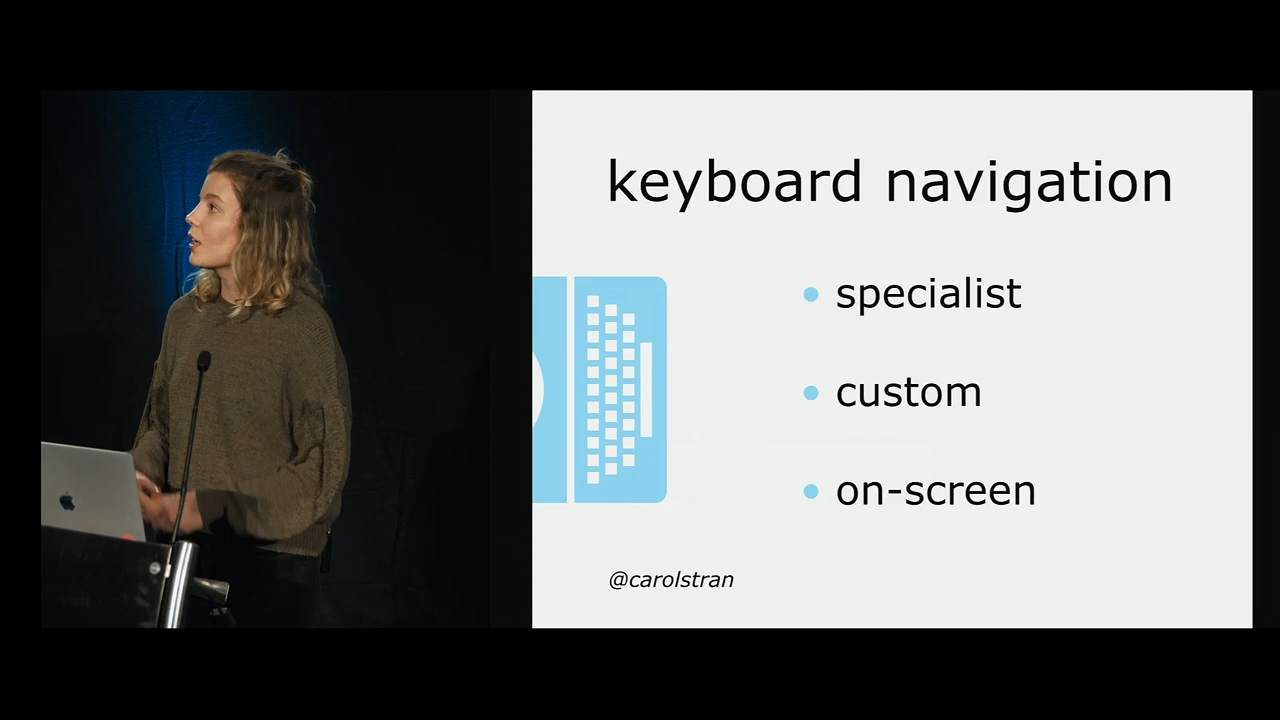 keyboard navigation
specialist
custom
on-screen
@carolstran